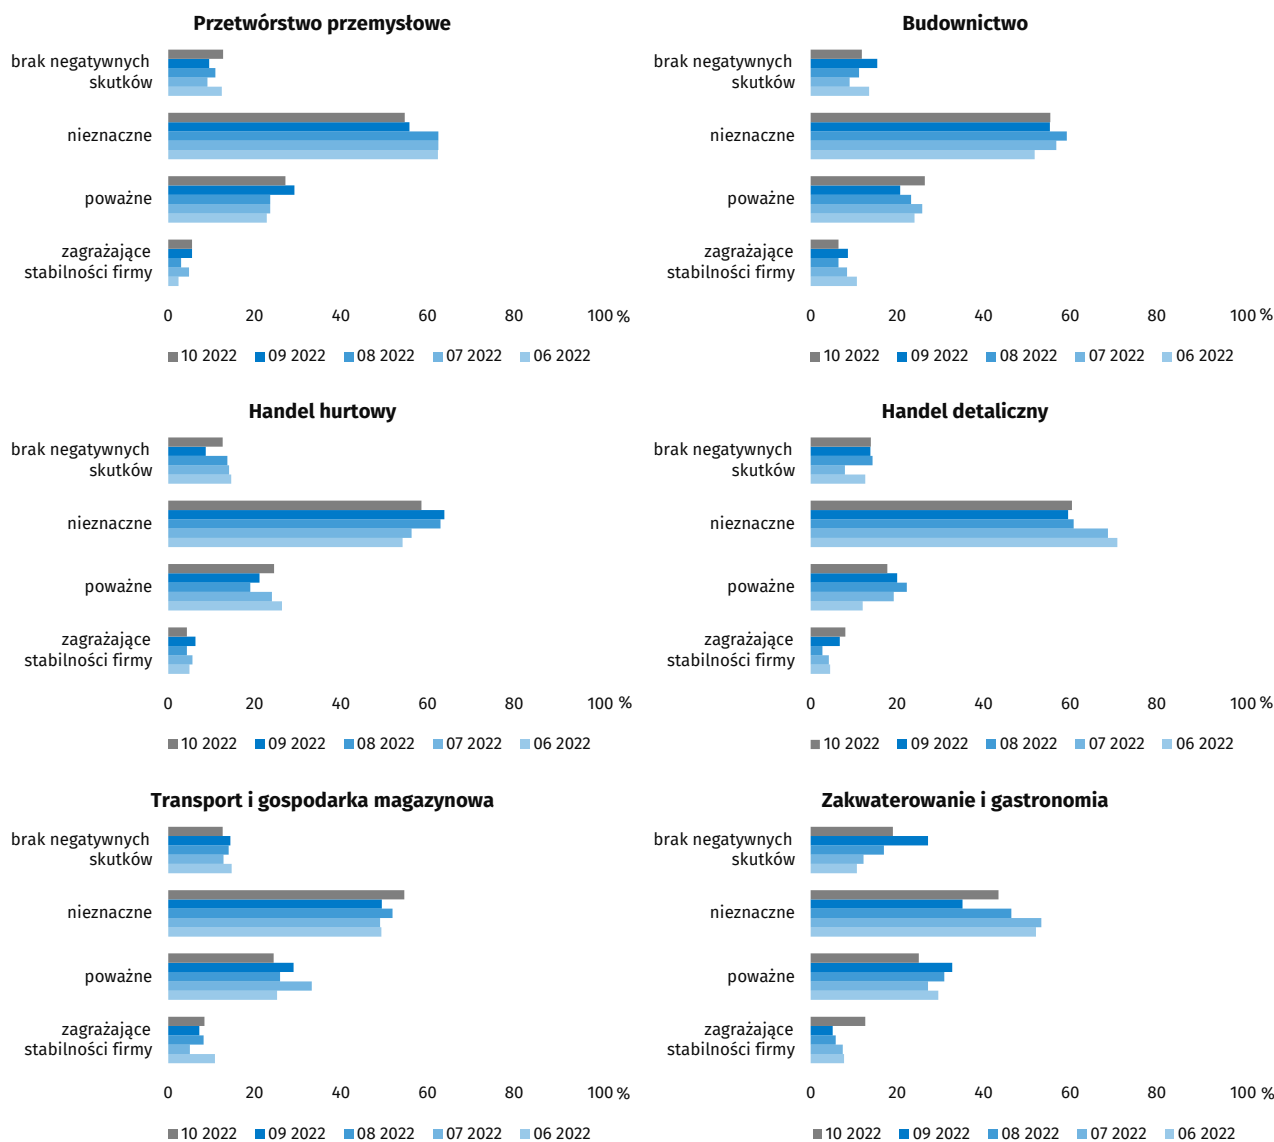 Przetwórstwo przemysłowe
brak negatywnych
skutków
nieznaczne
poważne
zagrażające
stabilności firmy
0 20 40 60 80 100 %
10 2022 09 2022 08 2022 07 2022 06 2022
Budownictwo
brak negatywnych
skutków
nieznaczne
poważne
zagrażające
stabilności firmy
0 20 40 60 80 100 %
10 2022 09 2022 08 2022 07 2022 06 2022
Handel hurtowy
brak negatywnych
skutków
nieznaczne
poważne
zagrażające
stabilności firmy
0 20 40 60 80 100 %
10 2022 09 2022 08 2022 07 2022 06 2022
Handel detaliczny
brak negatywnych
skutków
nieznaczne
poważne
zagrażające
stabilności firmy
0 20 40 60 80 100 %
10 2022 09 2022 08 2022 07 2022 06 2022
Transport i gospodarka magazynowa
brak negatywnych
skutków
nieznaczne
poważne
zagrażające
stabilności firmy
0 20 40 60 80 100 %
10 2022 09 2022 08 2022 07 2022 06 2022
Zakwaterowanie i gastronomia
brak negatywnych
skutków
nieznaczne
poważne
zagrażające
stabilności firmy
0 20 40 60 80 100 %
10 2022 09 2022 08 2022 07 2022 06 2022